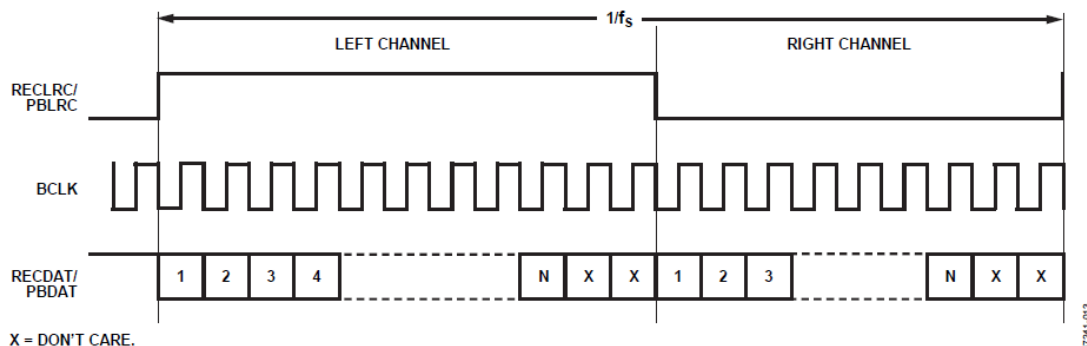 1/fS
LEFT CHANNEL
RIGHT CHANNEL
RECLRC/
PBLRC
BCLK
RECDAT/
PBDAT
1 2 3 4 N X X 1 2 3 N X X
X = DON'T CARE.